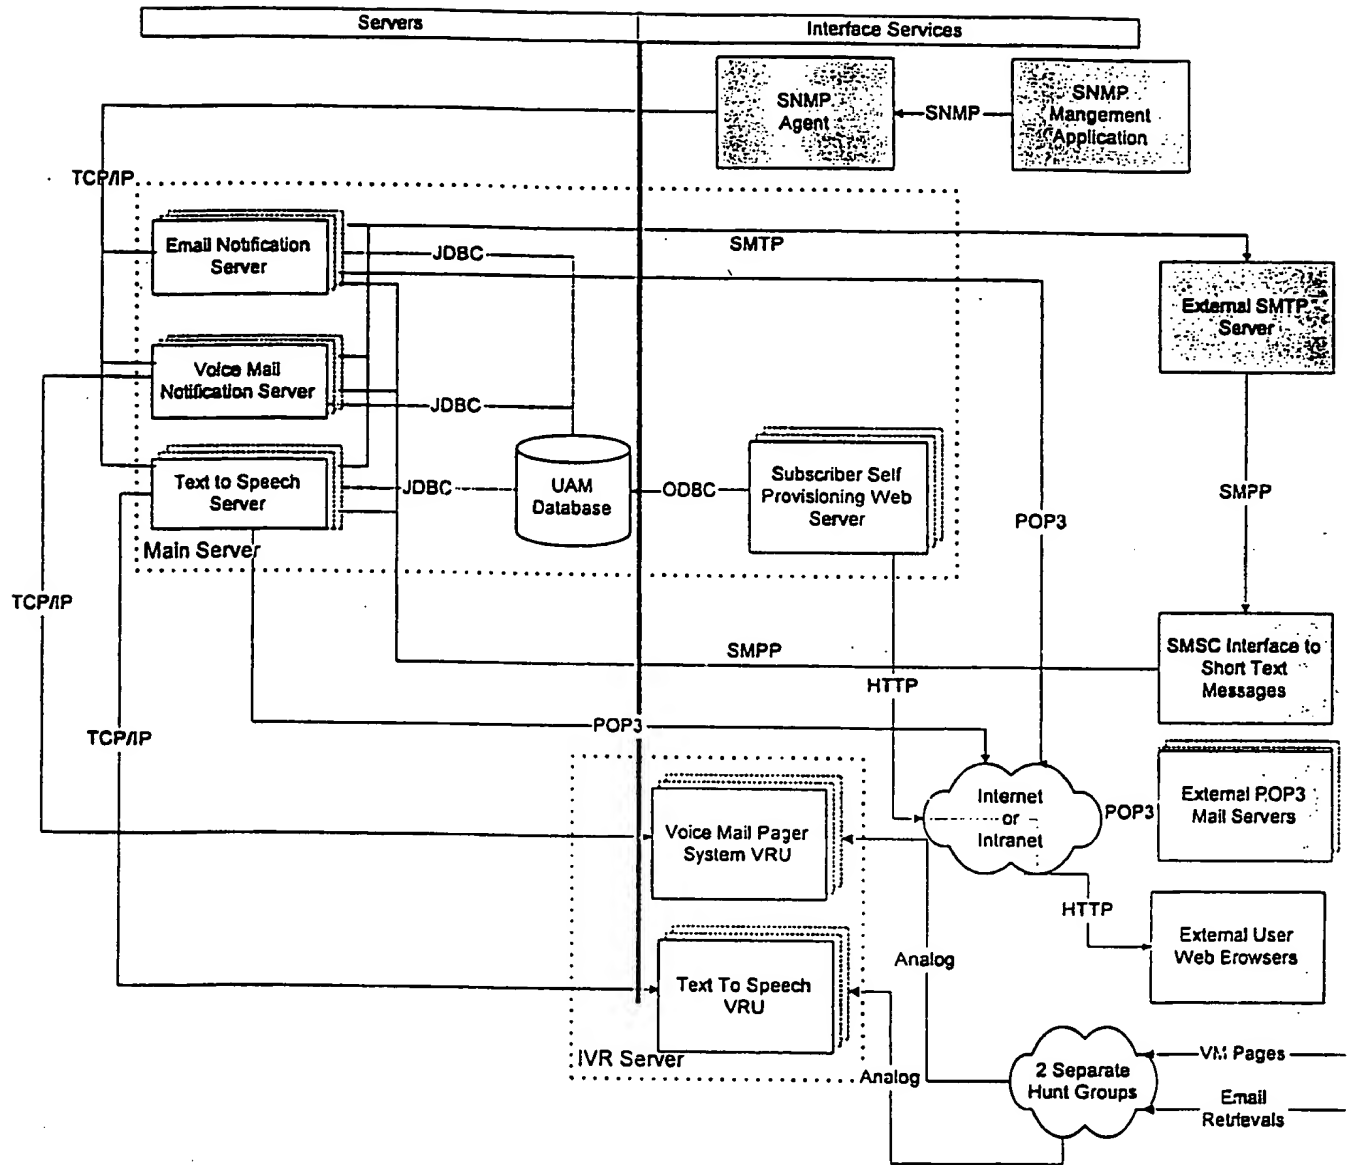 Servers
Interface Services
SNMP
Agent
SNMP
SNMP
Mangement
Application
TCP/IP
Email Notification
Server
JDBC
SMTP
External SMTP
Server
Voice Mail
Notification Server
JDBC
Text to Speech
Server
JDBC
UAM
Database
ODBC
Subscriber Self
Provisioning Web
Server
POP3
SMPP
Main Server
TCP/IP
SMPP
HTTP
SMSC Interface to
Short Text
Messages
TCP/IP
POP3
Internet
or
Intranet
POP3
External POP3
Mail Servers
Voice Mail Pager
System VRU
HTTP
External User
Web Erowsers
Analog
Text To Speech
VRU
IVR Server
Analog
2 Separate
Hunt Groups
VM Pages
Email
Retrievals